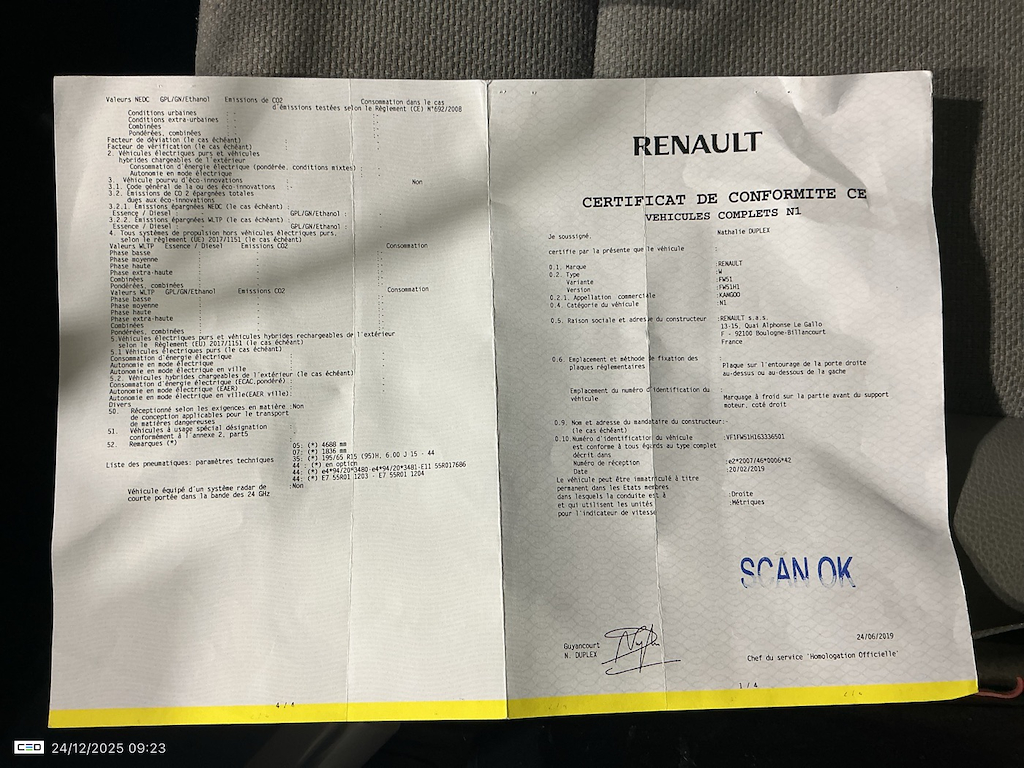 Valeurs NEDC GPL/GN/Ethanol Emissions de CO2 Consommation dans le cas
d'émissions testées selon le Règlement (CE) N°692/2008
Conditions urbaines :
Conditions extra-urbaines :
Combinées :
Pondérées, combinées
Facteur de déviation (le cas échéant) :
Facteur de vérification (le cas échéant) :
2. Véhicules électriques purs et véhicules
hybrides chargeables de l'extérieur
Consommation d'énergie électrique (pondérée, conditions mixtes) :
Autonomie en mode électrique
3. Véhicule pourvu d'éco-innovations Non
3.1. Code général de la ou des éco-innovations :-
3.2. Emissions de CO 2 épargnées totales
dues aux éco-innovations
3.2.1. Emissions épargnées NEDC (le cas échéant) :
Essence / Diesel : GPL/GN/Ethanol :
3.2.2. Emissions épargnées WLTP (le cas échéant) :
Essence / Diesel : GPL/GN/Ethanol :
4. Tous systèmes de propulsion hors véhicules électriques purs,
selon le règlement (UE) 2017/1151 (le cas échéant)
Valeurs WLTP Essence / Diesel Emissions CO2 Consommation
Phase basse
Phase moyenne
Phase haute
Phase extra-haute
Combinées
Pondérées, combinées
Valeurs WLTP GPL/GN/Ethanol Emissions CO2 Consommation
Phase basse
Phase moyenne
Phase haute
Phase extra-haute
Combinées
Pondérées, combinées
5.Véhicules électriques purs et véhicules hybrides rechargeables de l'extérieur
selon le Règlement (EU) 2017/1151 (le cas échéant)
5.1 Véhicules électriques purs (le cas échéant)
Consommation d'énergie électrique
Autonomie en mode électrique
Autonomie en mode électrique en ville
5.2. Véhicules hybrides chargeables de l'extérieur (le cas échéant)
Consommation d'énergie électrique (ECAC,pondéré) :
Autonomie en mode électrique (EAER)
Autonomie en mode électrique en ville(EAER ville):
Divers
50. Réceptionné selon les exigences en matière :Non
de conception applicables pour le transport
de matières dangereuses
51. Véhicules à usage spécial désignation
conformément à l'annexe 2, part5 :
52. Remarques (*)
05: (*) 4688 mm
07: (*) 1836 mm
35: (*) 195/65 R15 (95)H, 6.00 J 15 - 44
44 : (*) en option
Liste des pneumatiques: paramètres techniques 44: (*) e4*94/20*3480-e4*94/20*3481-E11 55R017686
44: (*) E7 55R01 1203 - E7 55R01 1204
Véhicule équipé d'un système radar de :Non
courte portée dans la bande des 24 GHz
4 / 4
RENAULT
CERTIFICAT DE CONFORMITE CE
VEHICULES COMPLETS N1
Je soussigné, Nathalie DUPLEX
certifie par la présente que le véhicule :
0.1. Marque :RENAULT
0.2. Type :W
Variante :FW51
Version :FW51H1
0.2.1. Appellation commerciale :KANGOO
0.4. Catégorie du véhicule :N1
0.5. Raison sociale et adresse du constructeur :RENAULT s.a.s.
13-15, Quai Alphonse Le Gallo
F - 92100 Boulogne-Billancourt
France
0.6. Emplacement et méthode de fixation des :
plaques réglementaires Plaque sur l'entourage de la porte droite
au-dessus ou au-dessous de la gache
Emplacement du numéro d'identification du :
véhicule Marquage à froid sur la partie avant du support
moteur, coté droit
0.9. Nom et adresse du mandataire du constructeur:-
(le cas échéant)
0.10.Numéro d'identification du véhicule :VF1FW51H163336501
est conforme à tous égards au type complet
décrit dans
Numéro de réception :e2*2007/46*0006*42
Date :20/02/2019
Le véhicule peut être immatriculé à titre
permanent dans les Etats membres
dans lesquels la conduite est à :Droite
et qui utilisent les unités :Métriques
pour l'indicateur de vitesse
SCAN OK
24/06/2019
Guyancourt
N. DUPLEX
Chef du service 'Homologation Officielle'
1 / 4
CEO 24/12/2025 09:23